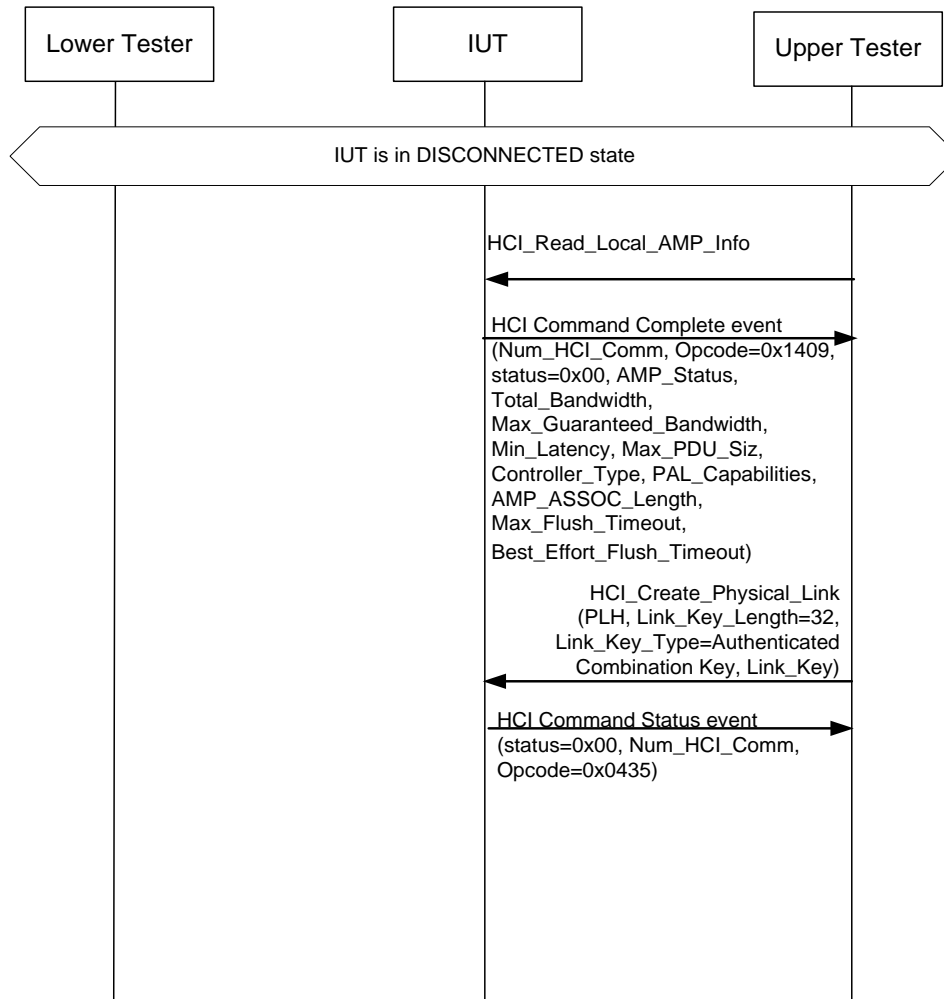 Lower Tester
IUT
Upper Tester
IUT is in DISCONNECTED state
HCI_Read_Local_AMP_Info
HCI Command Complete event
(Num_HCI_Comm, Opcode=0x1409,
status=0x00, AMP_Status,
Total_Bandwidth,
Max_Guaranteed_Bandwidth,
Min_Latency, Max_PDU_Siz,
Controller_Type, PAL_Capabilities,
AMP_ASSOC_Length,
Max_Flush_Timeout,
Best_Effort_Flush_Timeout)
HCI_Create_Physical_Link
(PLH, Link_Key_Length=32,
Link_Key_Type=Authenticated
Combination Key, Link_Key)
HCI Command Status event
(status=0x00, Num_HCI_Comm,
Opcode=0x0435)